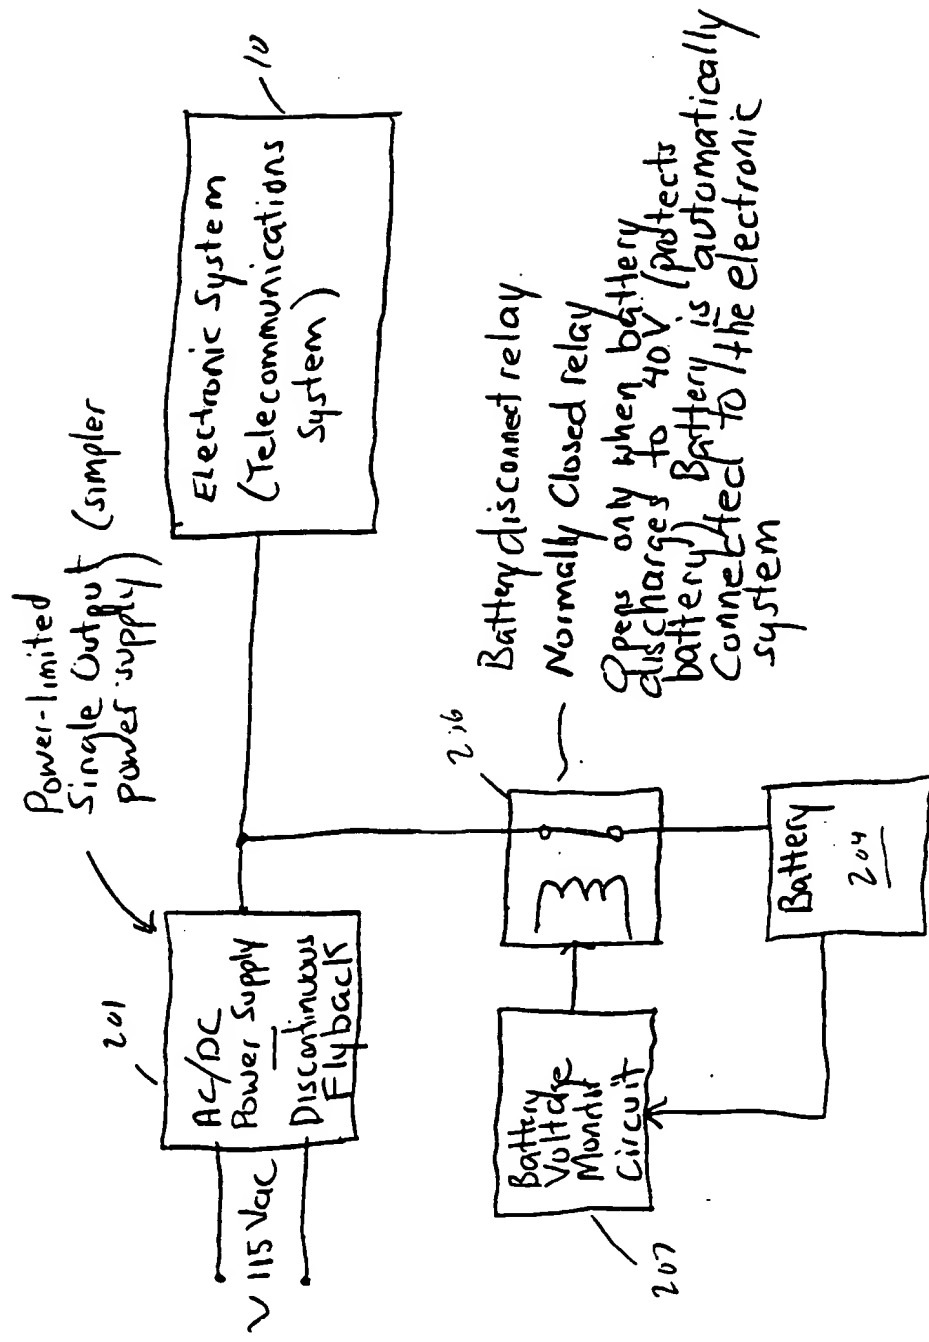 Power-limited
Single Output (simpler
power supply)
201
AC/DC
Power Supply
Discontinuous
Flyback
115 Vac
Electronic System
(Telecommunications
System)
10
Battery disconnect relay
Normally Closed relay
Opens only when battery
discharges to 40V (protects
battery) Battery is automatically
connected to the electronic
system
216
Battery
204
Battery
Voltage
Monitor
Circuit
207